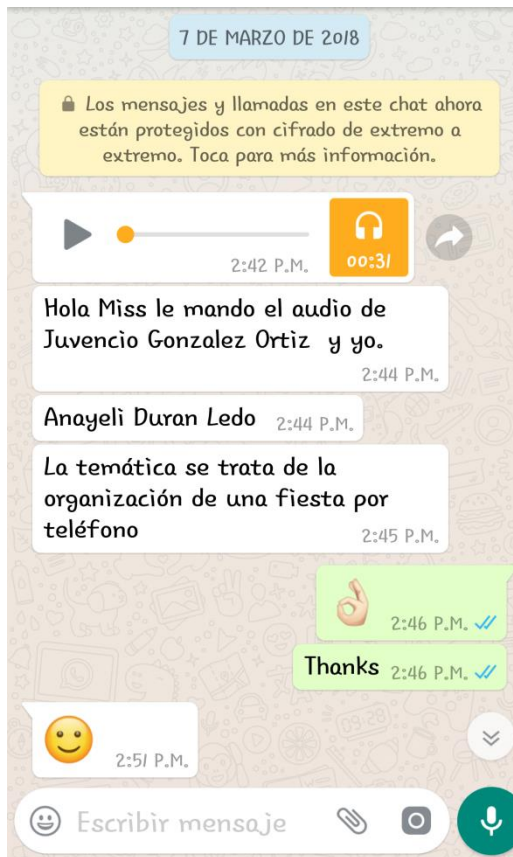 7 DE MARZO DE 2018
Los mensajes y llamadas en este chat ahora
están protegidos con cifrado de extremo a
extremo. Toca para más información.
2:42 P.M.
00:31
Hola Miss le mando el audio de
Juvencio Gonzalez Ortiz y yo.
2:44 P.M.
Anayeli Duran Ledo 2:44 P.M.
La temática se trata de la
organización de una fiesta por
teléfono
2:45 P.M.
👌🏻 2:46 P.M.
Thanks 2:46 P.M.
🙂 2:51 P.M.
Escribir mensaje